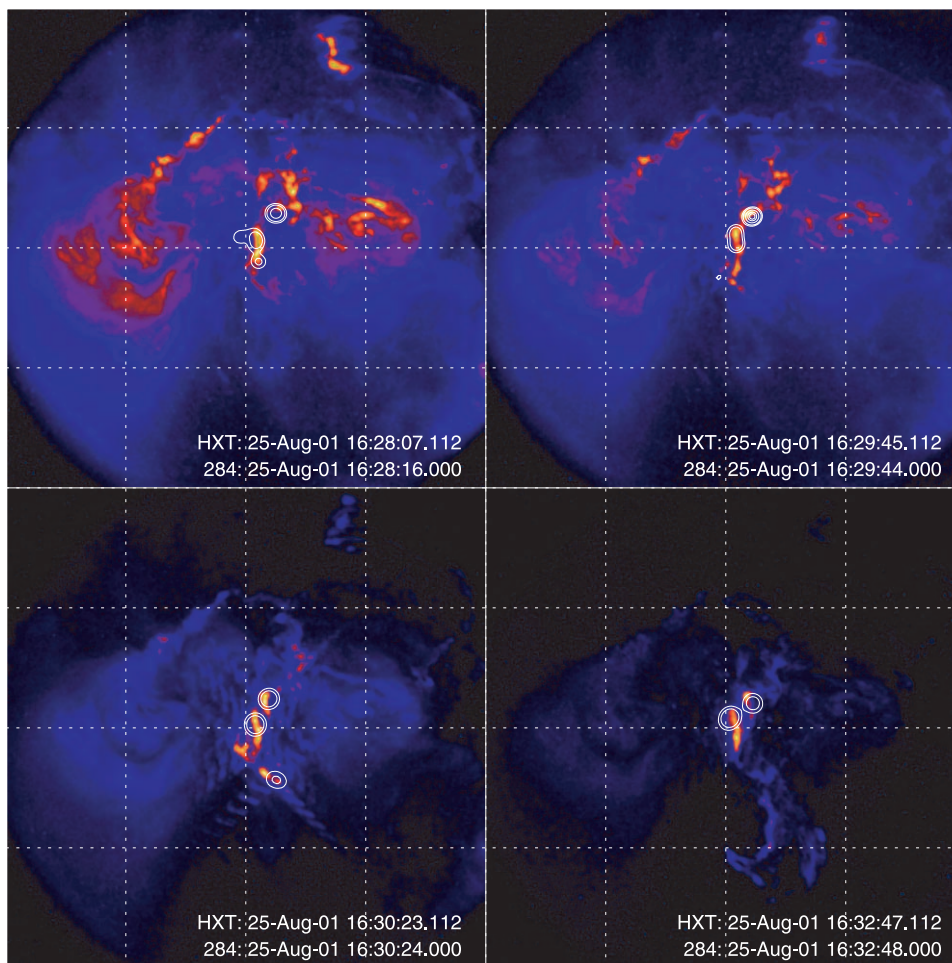 HXT: 25-Aug-01 16:28:07.112
284: 25-Aug-01 16:28:16.000
HXT: 25-Aug-01 16:29:45.112
284: 25-Aug-01 16:29:44.000
HXT: 25-Aug-01 16:30:23.112
284: 25-Aug-01 16:30:24.000
HXT: 25-Aug-01 16:32:47.112
284: 25-Aug-01 16:32:48.000